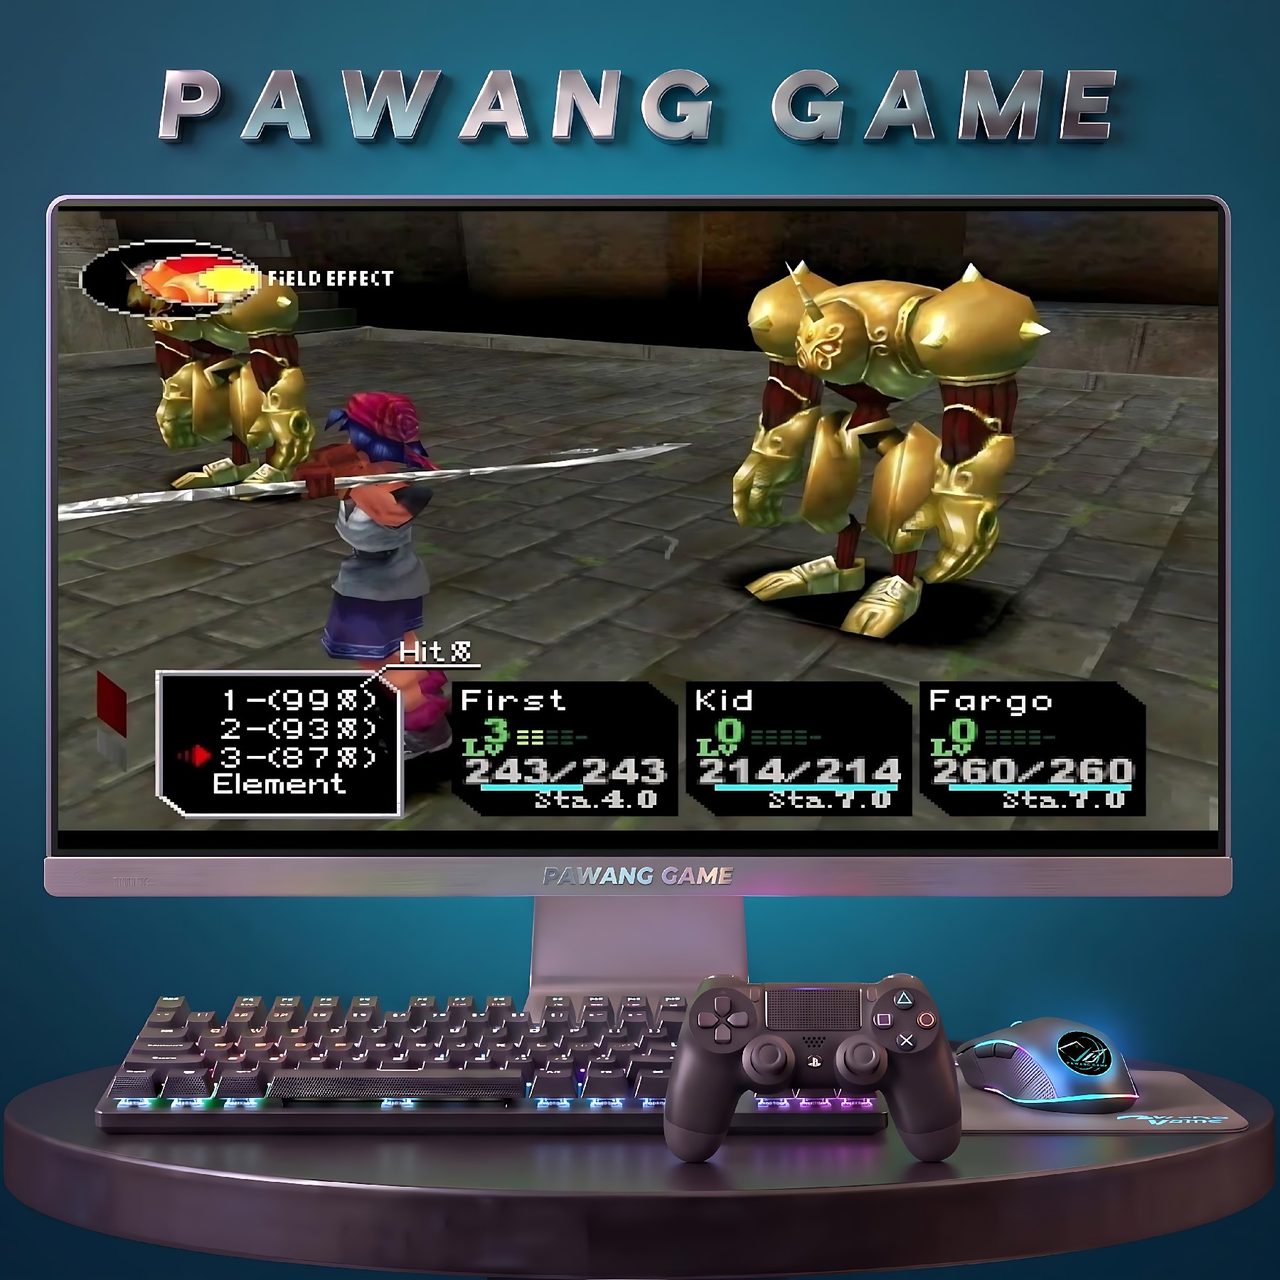 PAWANG GAME
FiELD EFFECT
Hit%
1-(99%)
2-(93%)
3-(87%)
Element
First
3
Lv
243/243
Sta.4.0
Kid
0
Lv
214/214
Sta.7.0
Fargo
0
Lv
260/260
Sta.7.0
PAWANG GAME